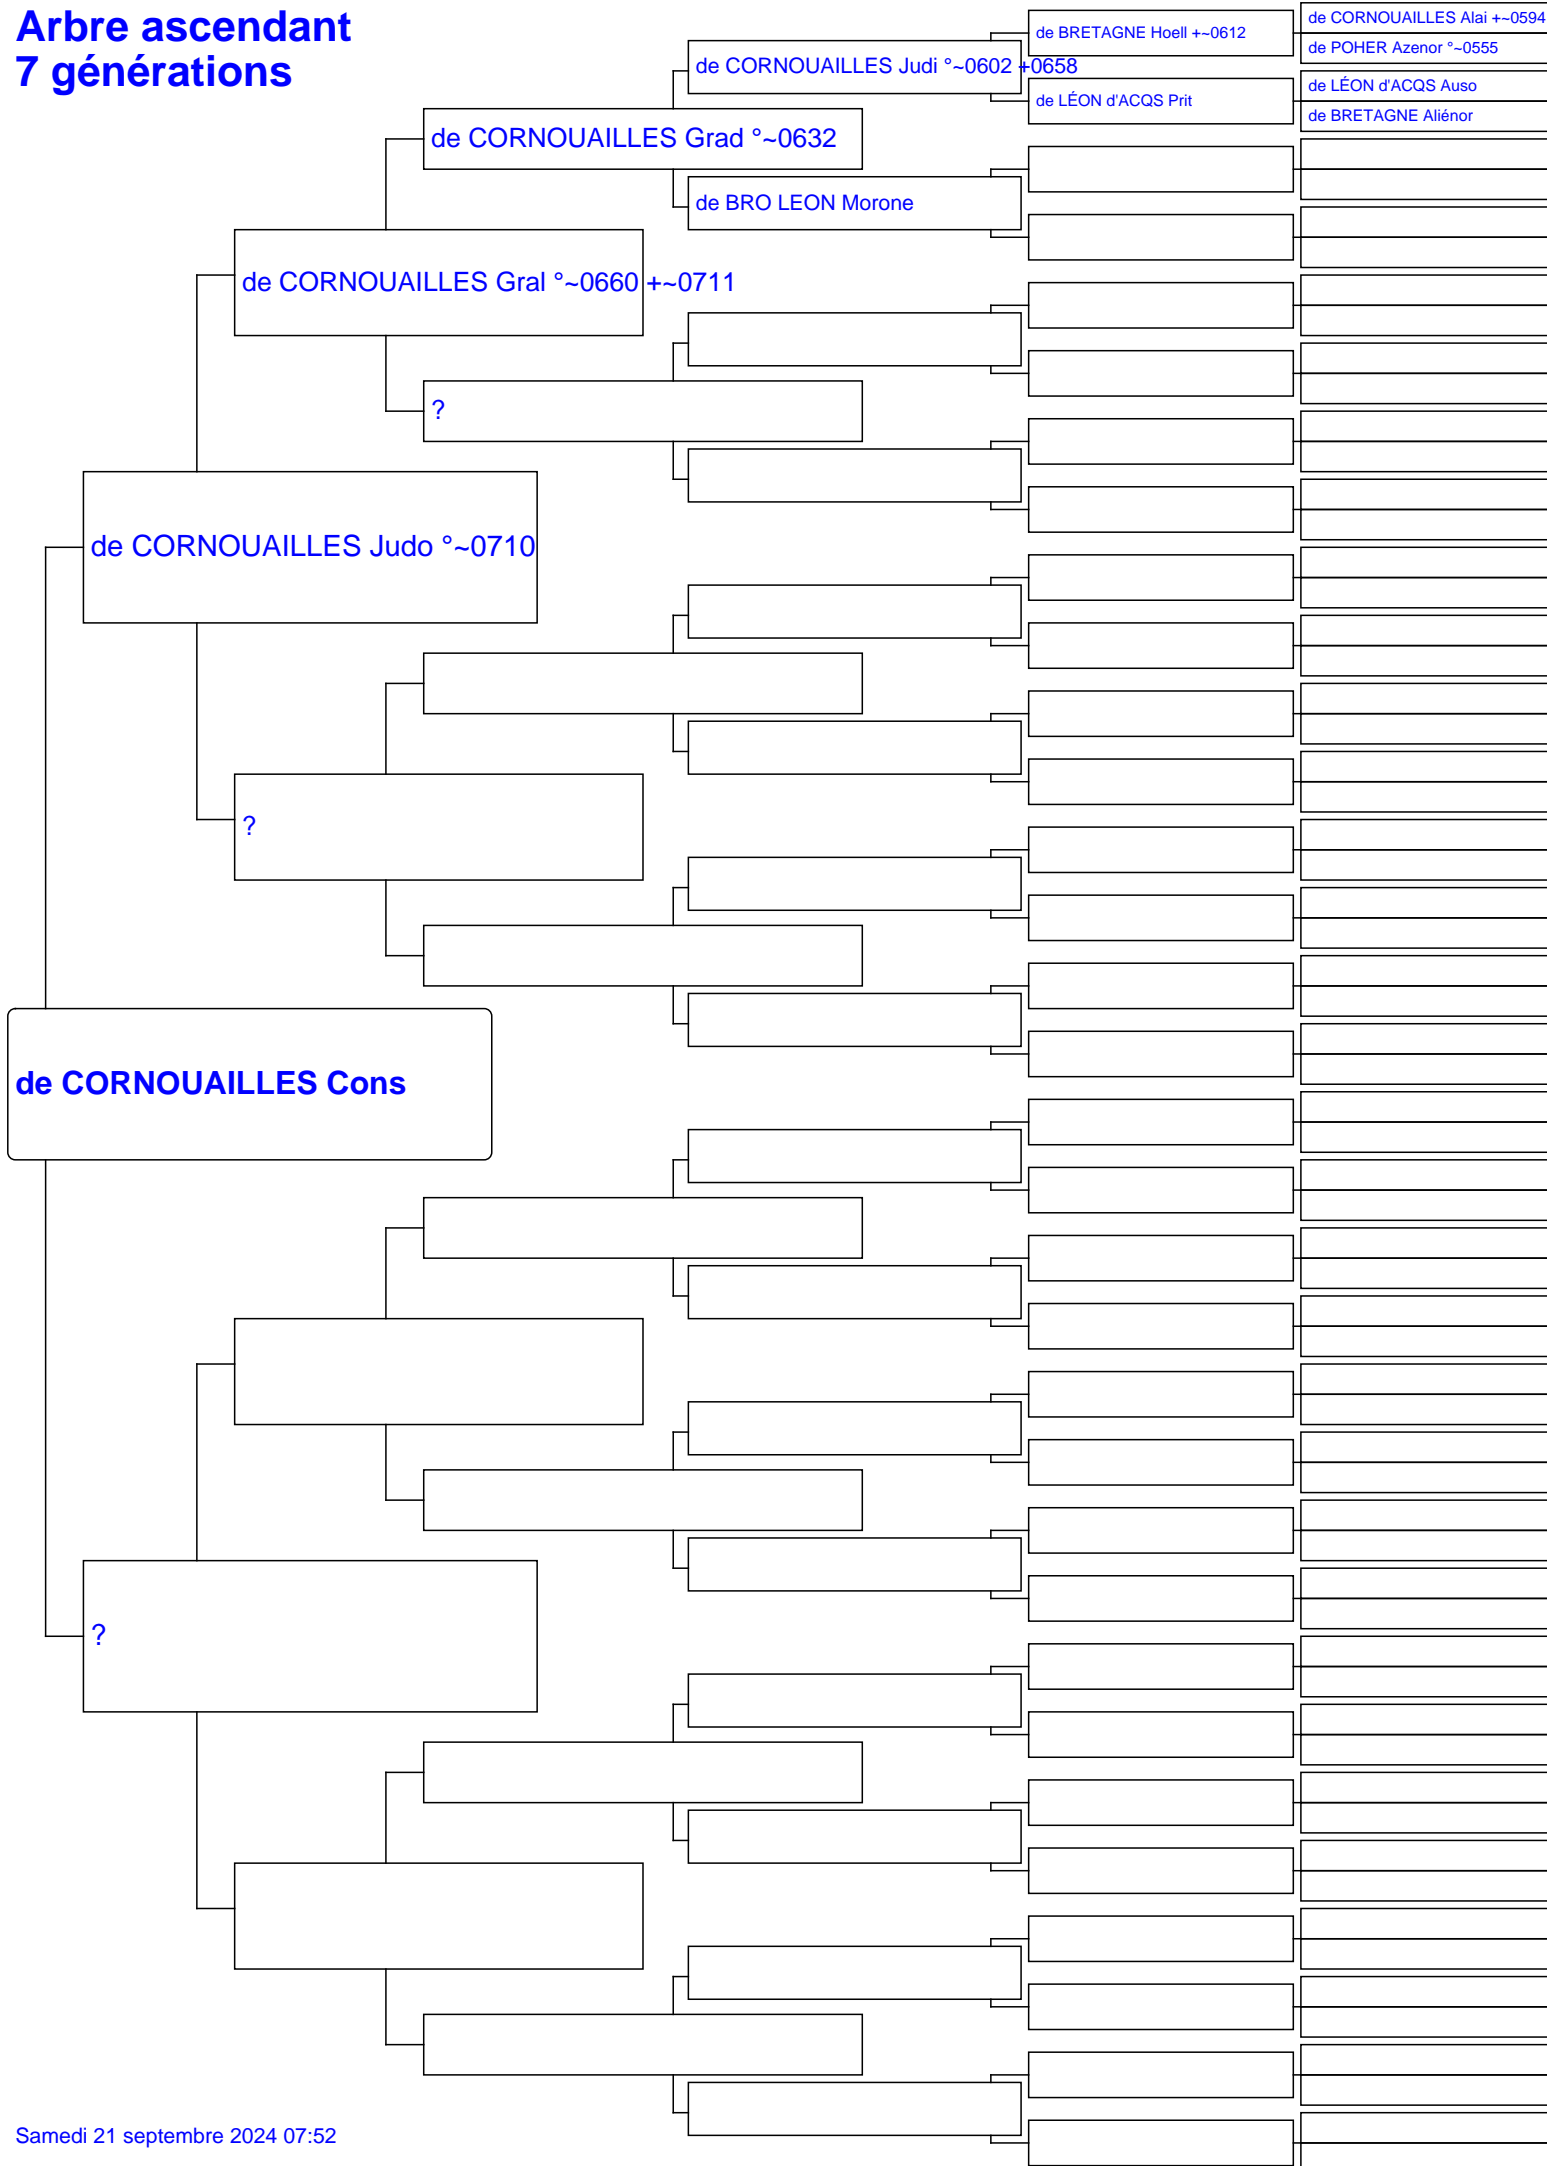 Arbre ascendant
7 générations
de CORNOUAILLES Alai +~0594
de BRETAGNE Hoell +~0612
de POHER Azenor °~0555
de CORNOUAILLES Judi °~0602 +0658
de LÉON d'ACQS Auso
de LÉON d'ACQS Prit
de BRETAGNE Aliénor
de CORNOUAILLES Grad °~0632
de BRO LEON Morone
de CORNOUAILLES Gral °~0660 +~0711
?
de CORNOUAILLES Judo °~0710
?
de CORNOUAILLES Cons
?
Samedi 21 septembre 2024 07:52